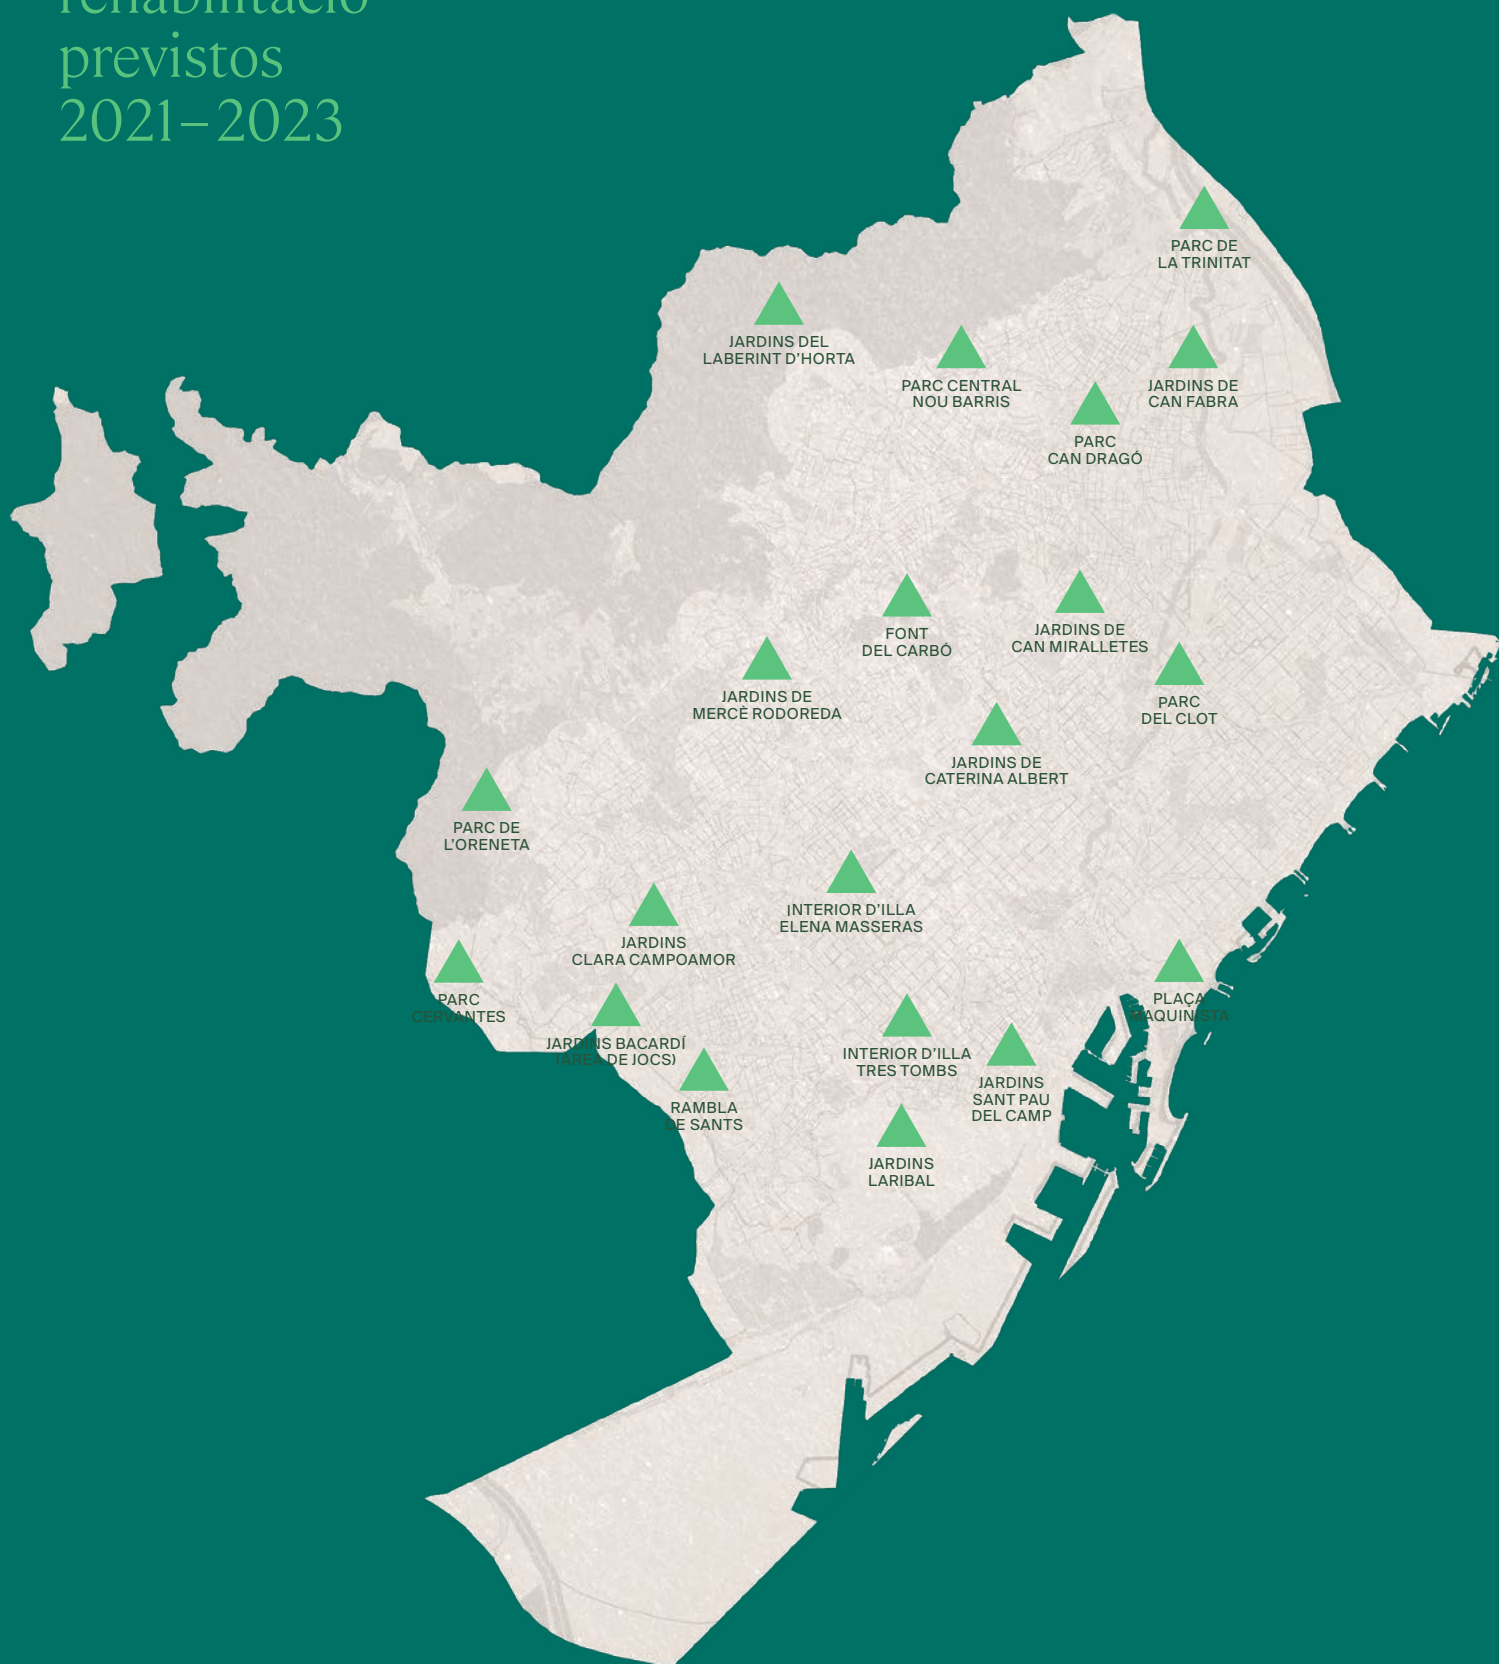 rehabilitació
previstos
2021–2023
PARC DE
LA TRINITAT
JARDINS DEL
LABERINT D'HORTA
PARC CENTRAL
NOU BARRIS
JARDINS DE
CAN FABRA
PARC
CAN DRAGÓ
FONT
DEL CARBÓ
JARDINS DE
CAN MIRALLETES
JARDINS DE
MERCÈ RODOREDA
PARC
DEL CLOT
JARDINS DE
CATERINA ALBERT
PARC DE
L'ORENETA
INTERIOR D'ILLA
ELENA MASSERAS
JARDINS
CLARA CAMPOAMOR
PARC
CERVANTES
PLAÇA
MAQUINISTA
JARDINS BACARDÍ
(ÀREA DE JOCS)
INTERIOR D'ILLA
TRES TOMBS
JARDINS
SANT PAU
DEL CAMP
RAMBLA
DE SANTS
JARDINS
LARIBAL